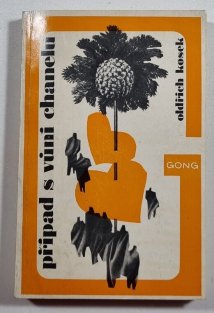 případ s vůní chanelu
oldřich kosek
GONG